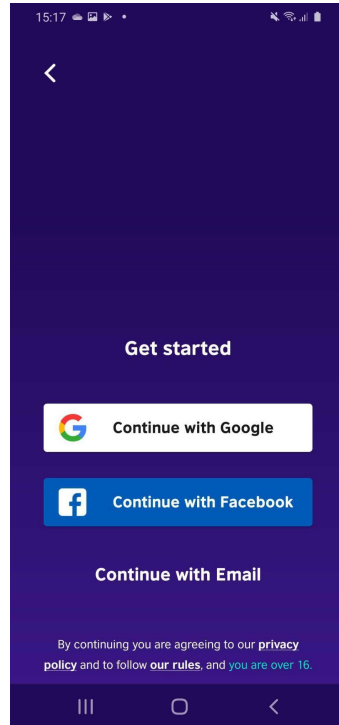 15:17
Get started
Continue with Google
Continue with Facebook
Continue with Email
By continuing you are agreeing to our privacy
policy and to follow our rules, and you are over 16.